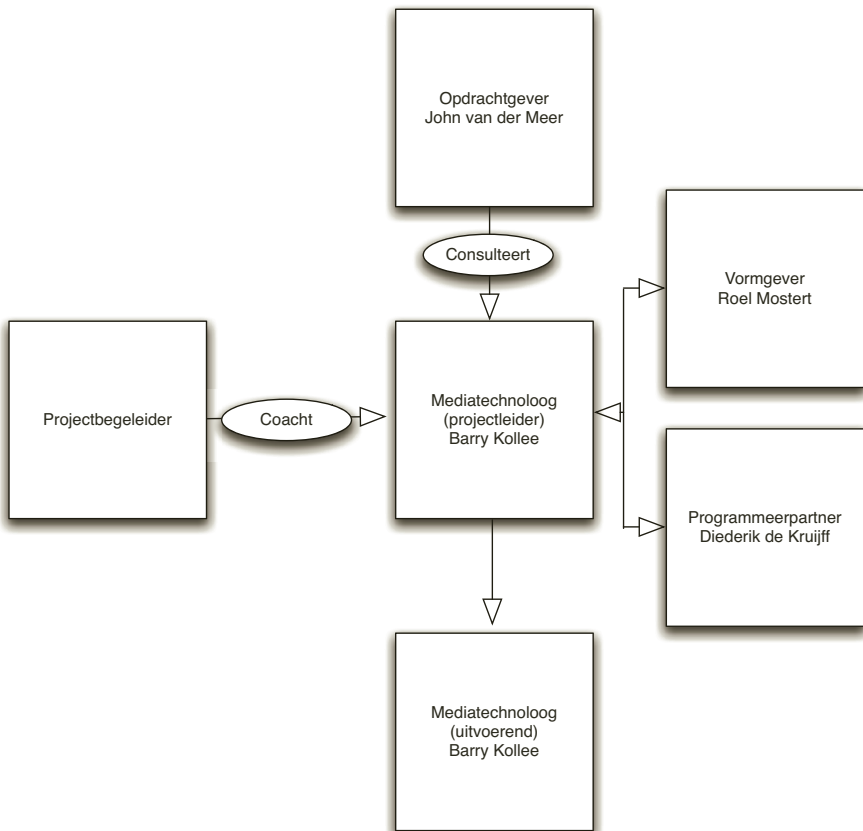 Opdrachtgever
John van der Meer
Consulteert
Vormgever
Roel Mostert
Projectbegeleider
Coacht
Mediatechnoloog
(projectleider)
Barry Kollee
Programmeerpartner
Diederik de Kruijff
Mediatechnoloog
(uitvoerend)
Barry Kollee